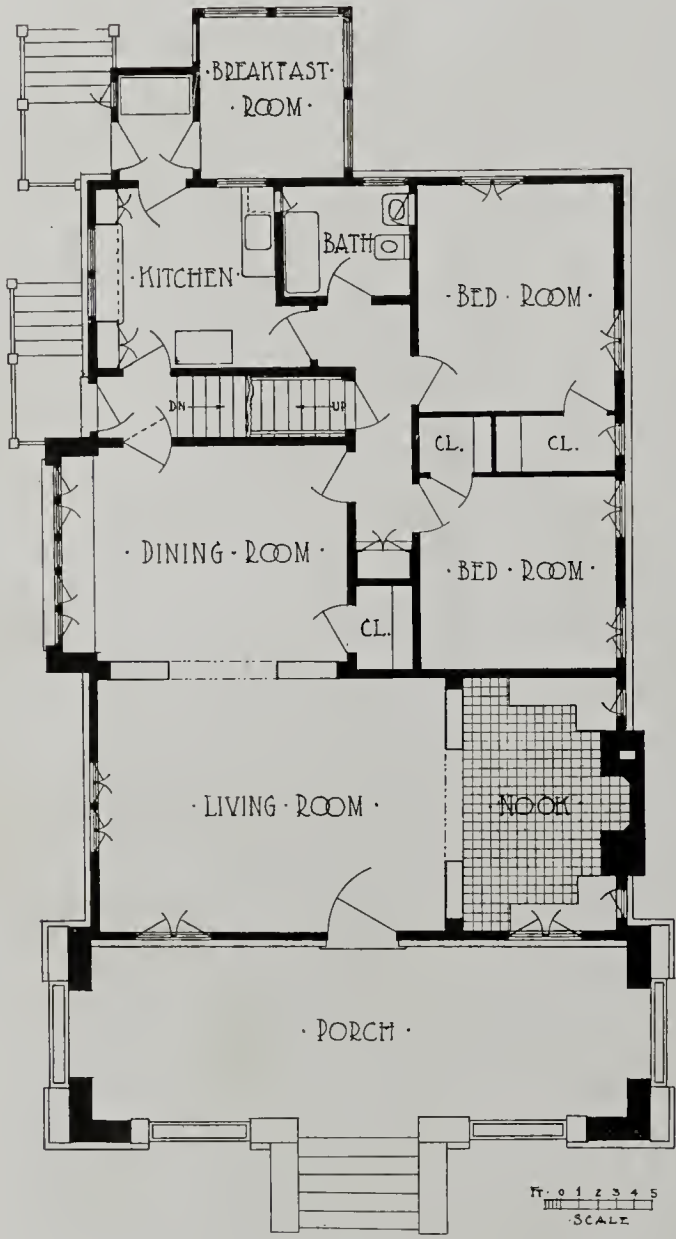 ·BREAKFAST·
·ROOM·
·KITCHEN·
BATH
·BED·ROOM·
DN
UP
CL.
CL.
·DINING·ROOM·
·BED·ROOM·
CL.
·LIVING·ROOM·
·NOOK·
·PORCH·
FT. 0 1 2 3 4 5
·SCALE